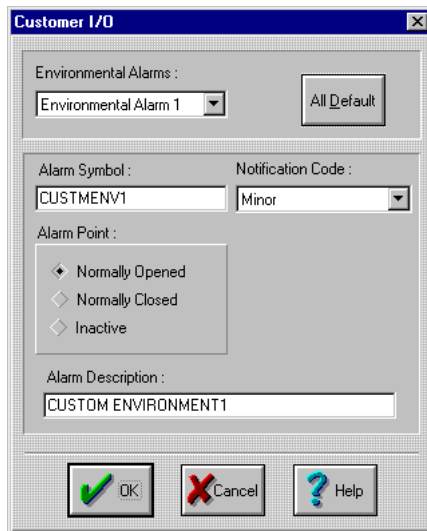 Customer I/O
Environmental Alarms :
Environmental Alarm 1
All Default
Alarm Symbol :
Notification Code :
CUSTMENV1
Minor
Alarm Point :
Normally Opened
Normally Closed
Inactive
Alarm Description :
CUSTOM ENVIRONMENT1
OK
Cancel
Help